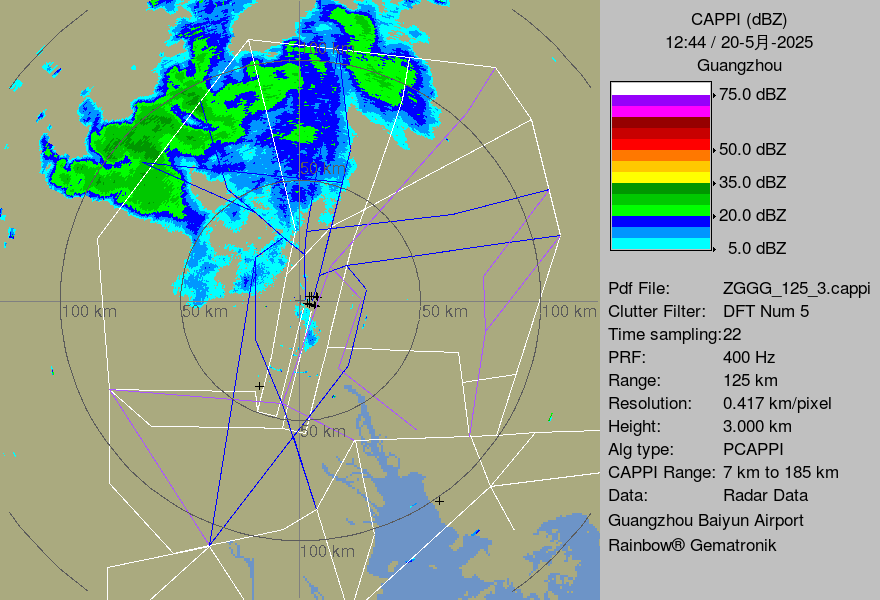 CAPPI (dBZ)
12:44 / 20-5月-2025
Guangzhou
75.0 dBZ
50.0 dBZ
35.0 dBZ
20.0 dBZ
5.0 dBZ
Pdf File: ZGGG_125_3.cappi
Clutter Filter: DFT Num 5
Time sampling:22
PRF: 400 Hz
Range: 125 km
Resolution: 0.417 km/pixel
Height: 3.000 km
Alg type: PCAPPI
CAPPI Range: 7 km to 185 km
Data: Radar Data
Guangzhou Baiyun Airport
Rainbow® Gematronik
50 km
100 km
50 km
50 km
100 km
50 km
100 km